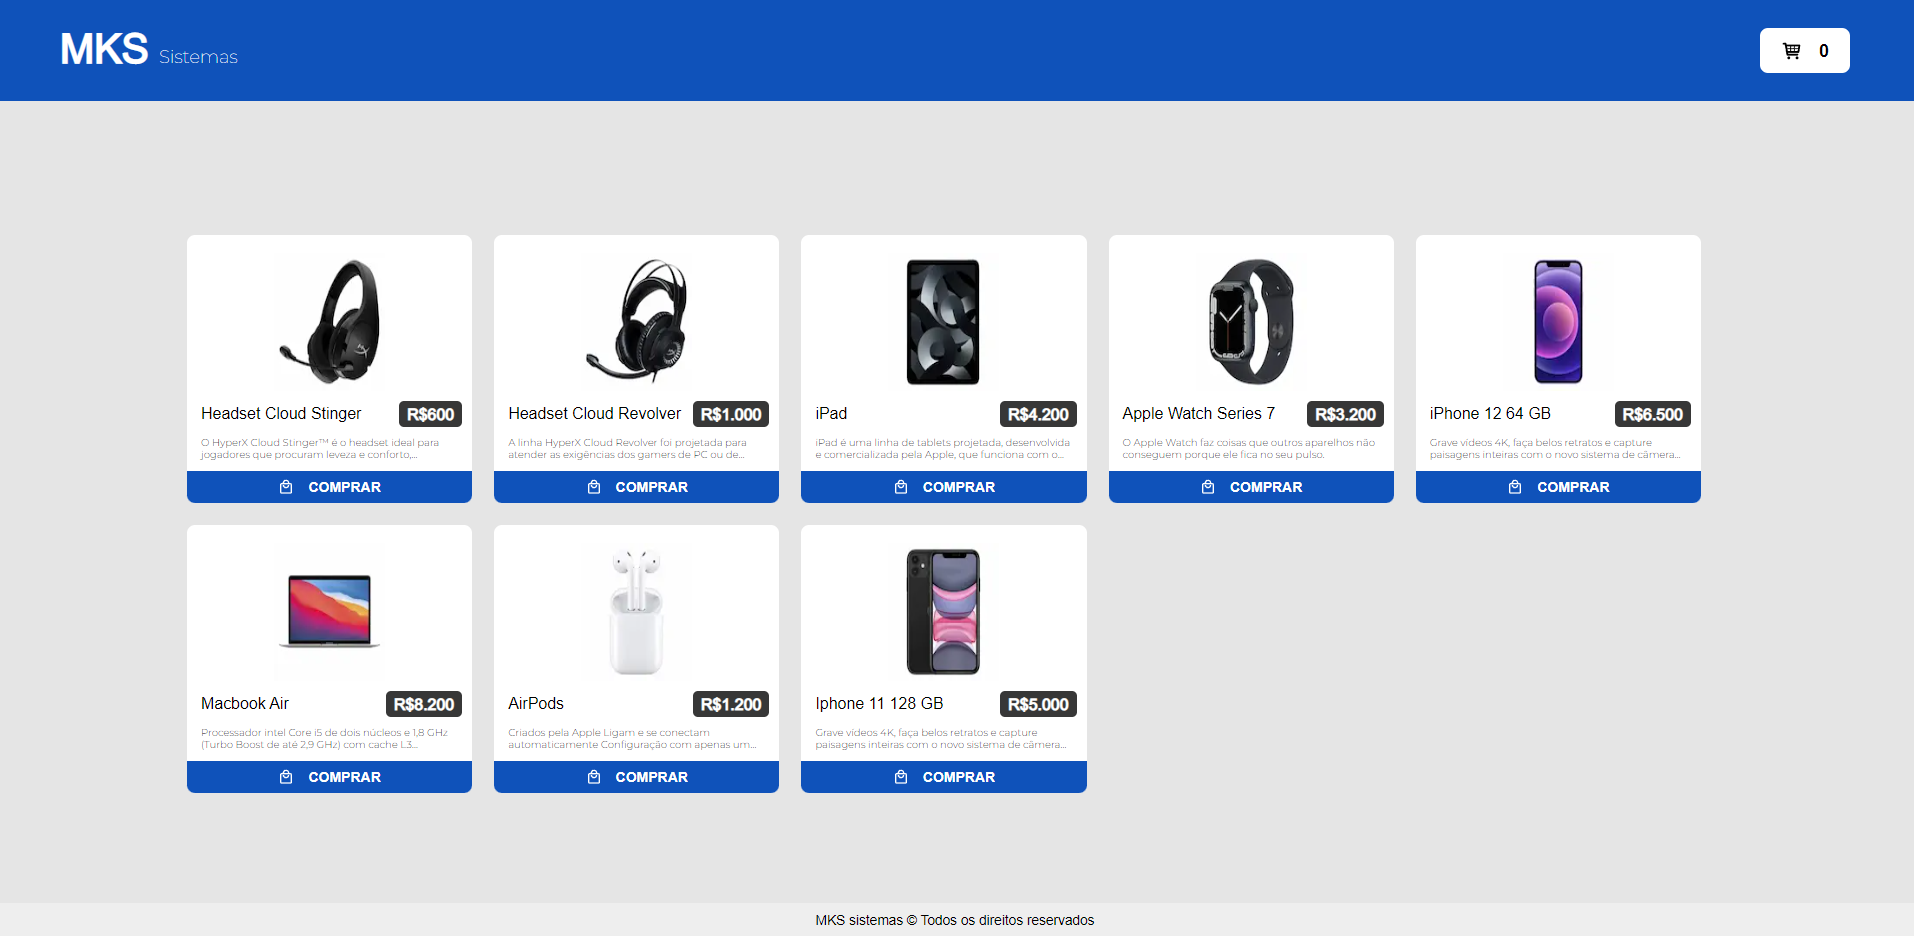 MKS Sistemas
0
Headset Cloud Stinger R$600
O HyperX Cloud Stinger™ é o headset ideal para
jogadores que procuram leveza e conforto,...
COMPRAR
Headset Cloud Revolver R$1.000
A linha HyperX Cloud Revolver foi projetada para
atender as exigências dos gamers de PC ou de...
COMPRAR
iPad R$4.200
iPad é uma linha de tablets projetada, desenvolvida
e comercializada pela Apple, que funciona com o...
COMPRAR
Apple Watch Series 7 R$3.200
O Apple Watch faz coisas que outros aparelhos não
conseguem porque ele fica no seu pulso.
COMPRAR
iPhone 12 64 GB R$6.500
Grave vídeos 4K, faça belos retratos e capture
paisagens inteiras com o novo sistema de câmera...
COMPRAR
Macbook Air R$8.200
Processador intel Core i5 de dois núcleos e 1,8 GHz
(Turbo Boost de até 2,9 GHz) com cache L3...
COMPRAR
AirPods R$1.200
Criados pela Apple Ligam e se conectam
automaticamente Configuração com apenas um...
COMPRAR
Iphone 11 128 GB R$5.000
Grave vídeos 4K, faça belos retratos e capture
paisagens inteiras com o novo sistema de câmera...
COMPRAR
MKS sistemas © Todos os direitos reservados